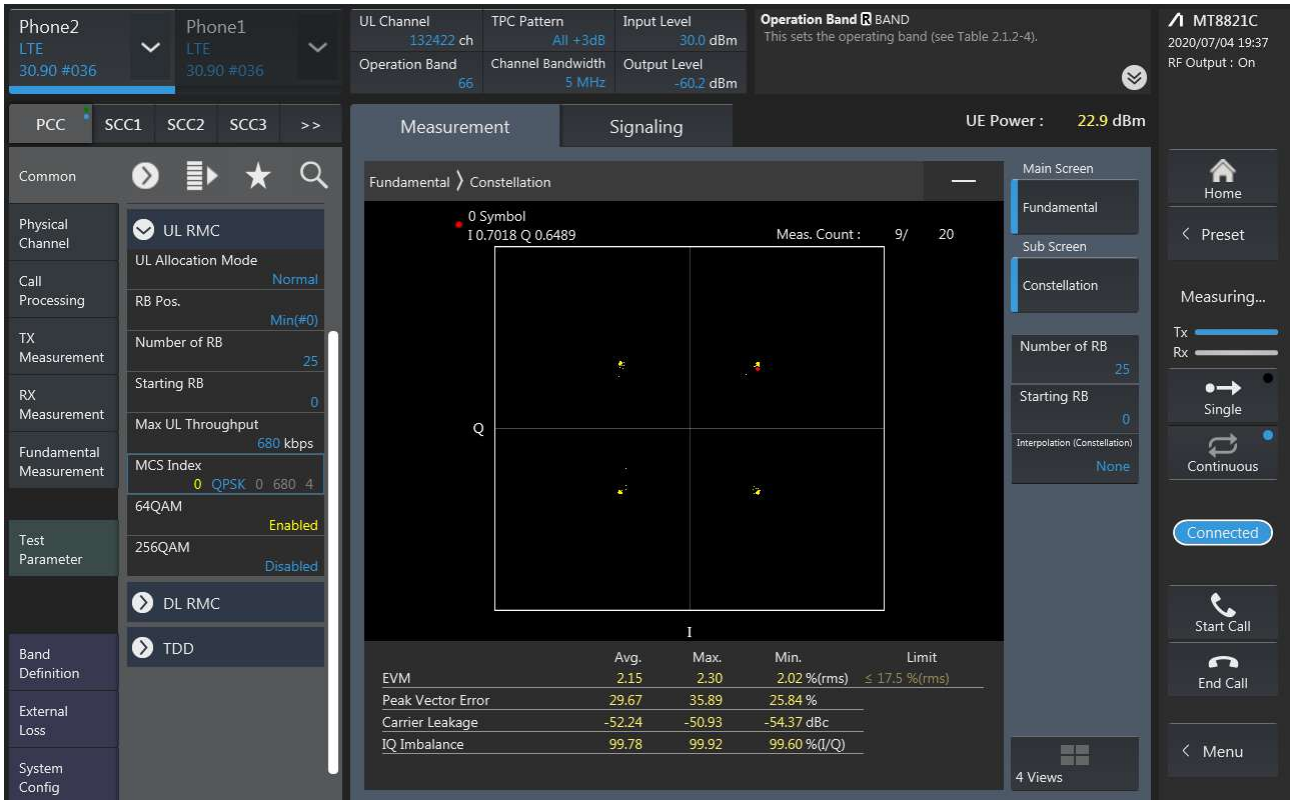 Phone2
LTE
30.90 #036
Phone1
LTE
30.90 #036
UL Channel
132422 ch
TPC Pattern
All +3dB
Input Level
30.0 dBm
Operation Band
66
Channel Bandwidth
5 MHz
Output Level
-60.2 dBm
Operation Band R BAND
This sets the operating band (see Table 2.1.2-4).
MT8821C
2020/07/04 19:37
RF Output : On
PCC SCC1 SCC2 SCC3 >>
Measurement
Signaling
UE Power : 22.9 dBm
Common
Physical
Channel
Call
Processing
TX
Measurement
RX
Measurement
Fundamental
Measurement
Test
Parameter
Band
Definition
External
Loss
System
Config
UL RMC
UL Allocation Mode
Normal
RB Pos.
Min(#0)
Number of RB
25
Starting RB
0
Max UL Throughput
680 kbps
MCS Index
0 QPSK 0 680 4
64QAM
Enabled
256QAM
Disabled
DL RMC
TDD
Fundamental 〉 Constellation
0 Symbol
I 0.7018 Q 0.6489
Meas. Count : 9/ 20
Q
I
Avg. Max. Min. Limit
EVM 2.15 2.30 2.02 %(rms) ≤ 17.5 %(rms)
Peak Vector Error 29.67 35.89 25.84 %
Carrier Leakage -52.24 -50.93 -54.37 dBc
IQ Imbalance 99.78 99.92 99.60 %(I/Q)
Main Screen
Fundamental
Sub Screen
Constellation
Number of RB
25
Starting RB
0
Interpolation (Constellation)
None
4 Views
Home
< Preset
Measuring...
Tx
Rx
Single
Continuous
Connected
Start Call
End Call
< Menu